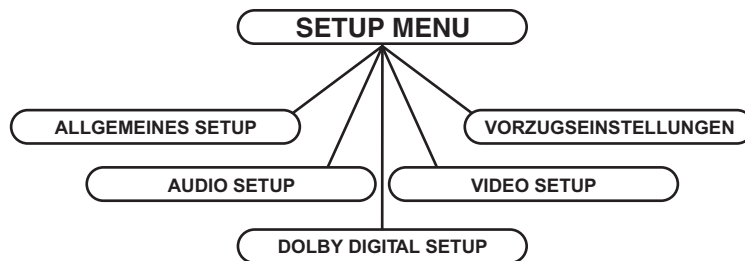 SETUP MENU
ALLGEMEINES SETUP
VORZUGSEINSTELLUNGEN
AUDIO SETUP
VIDEO SETUP
DOLBY DIGITAL SETUP